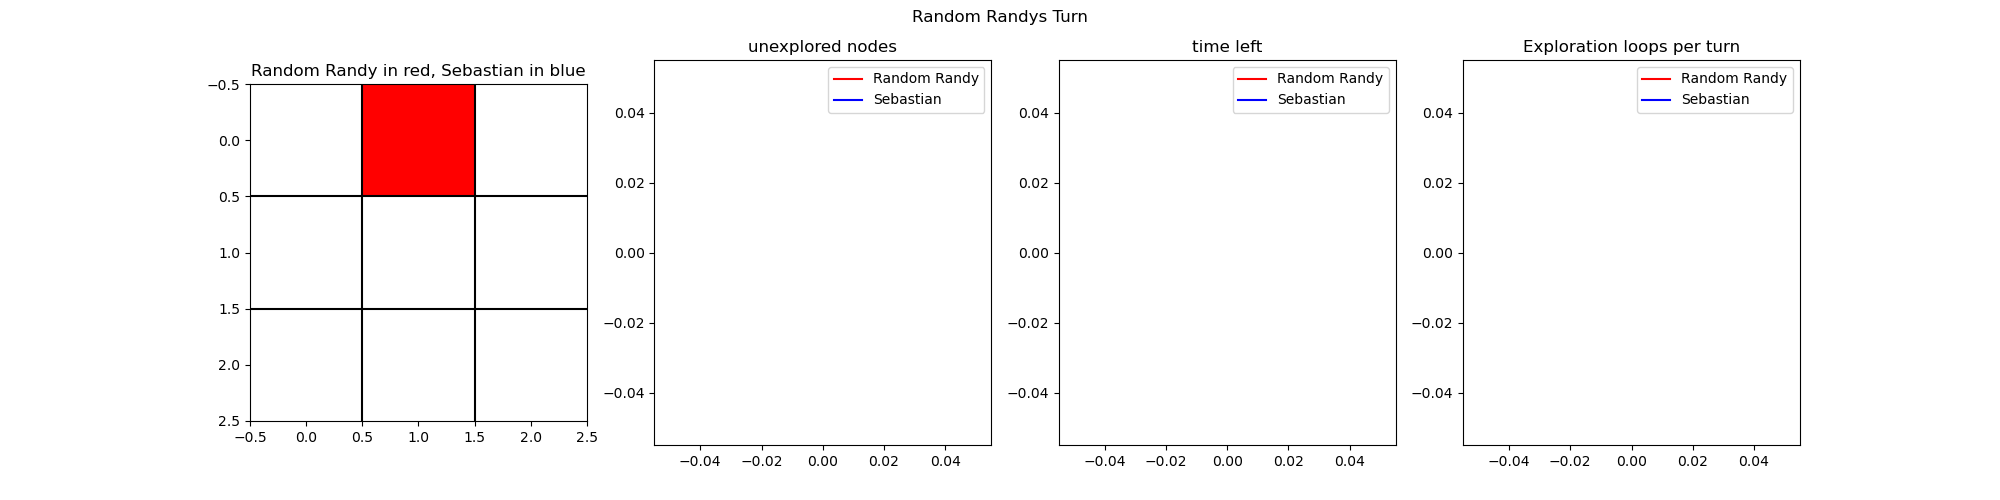 Random Randys Turn
Random Randy in red, Sebastian in blue
−0.5
0.0
0.5
1.0
1.5
2.0
2.5
−0.5 0.0 0.5 1.0 1.5 2.0 2.5
unexplored nodes
Random Randy
Sebastian
0.04
0.02
0.00
−0.02
−0.04
−0.04 −0.02 0.00 0.02 0.04
time left
Random Randy
Sebastian
0.04
0.02
0.00
−0.02
−0.04
−0.04 −0.02 0.00 0.02 0.04
Exploration loops per turn
Random Randy
Sebastian
0.04
0.02
0.00
−0.02
−0.04
−0.04 −0.02 0.00 0.02 0.04